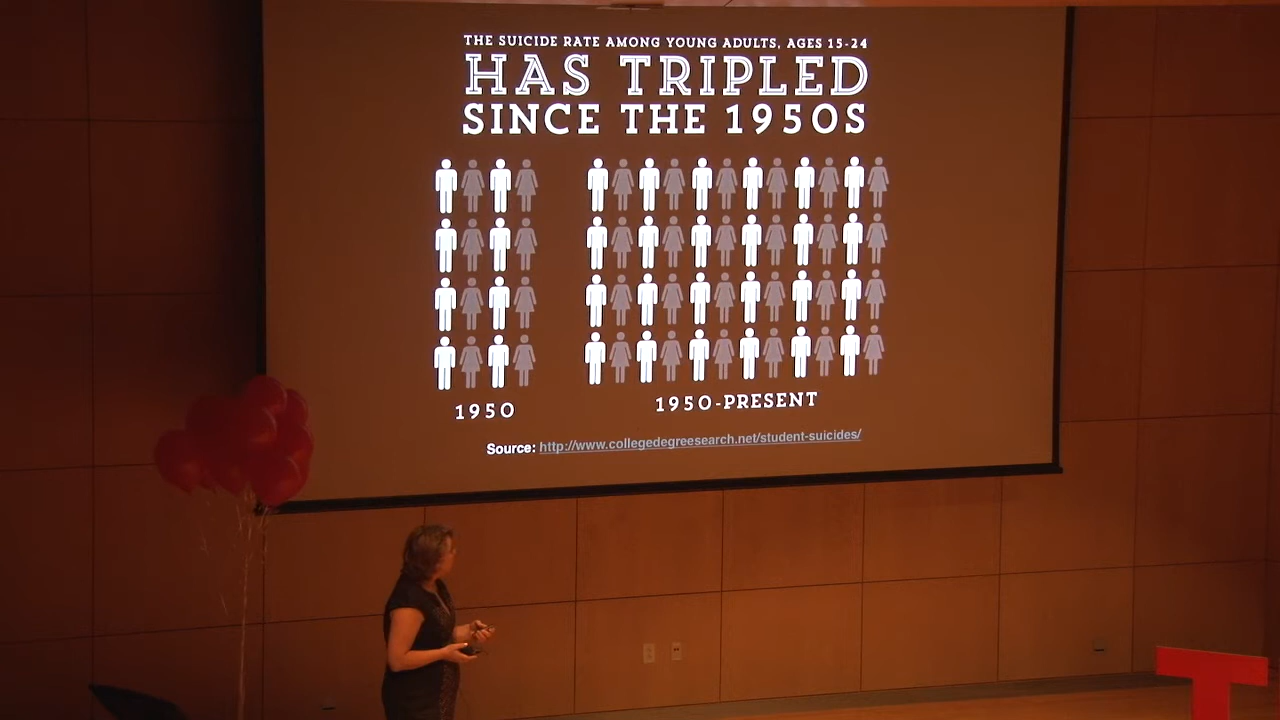 THE SUICIDE RATE AMONG YOUNG ADULTS, AGES 15-24
HAS TRIPLED
SINCE THE 1950S
1950
1950-PRESENT
Source: http://www.collegedegreesearch.net/student-suicides/
T